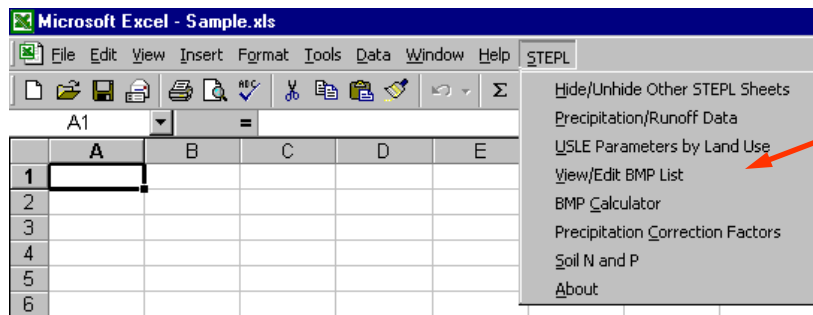 Microsoft Excel - Sample.xls
File Edit View Insert Format Tools Data Window Help STEPL
ABC Σ
Hide/Unhide Other STEPL Sheets
A1 =
Precipitation/Runoff Data
A B C D E
USLE Parameters by Land Use
1
View/Edit BMP List
2
BMP Calculator
3
Precipitation Correction Factors
4
Soil N and P
5
About
6